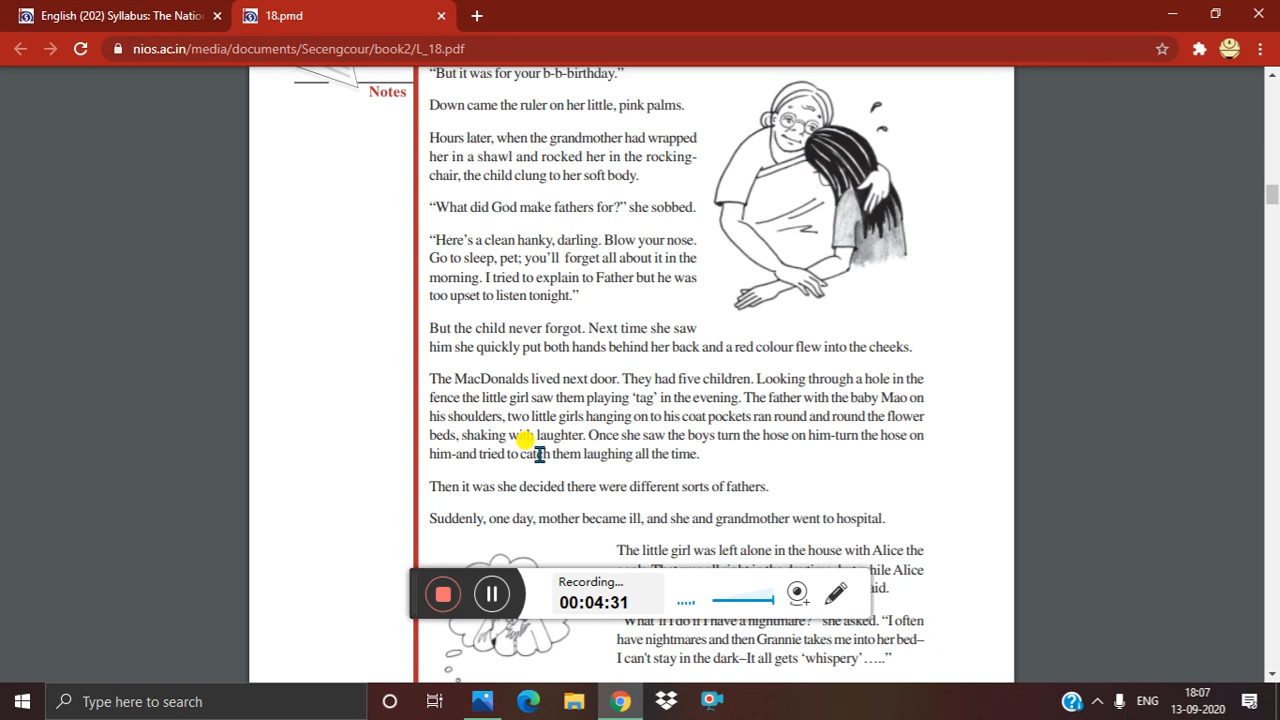 English (202) Syllabus: The Natio
18.pmd
nios.ac.in/media/documents/Secengcour/book2/L_18.pdf
Notes
“But it was for your b-b-birthday.”
Down came the ruler on her little, pink palms.
Hours later, when the grandmother had wrapped
her in a shawl and rocked her in the rocking-
chair, the child clung to her soft body.
“What did God make fathers for?” she sobbed.
“Here’s a clean hanky, darling. Blow your nose.
Go to sleep, pet; you’ll forget all about it in the
morning. I tried to explain to Father but he was
too upset to listen tonight.”
But the child never forgot. Next time she saw
him she quickly put both hands behind her back and a red colour flew into the cheeks.
The MacDonalds lived next door. They had five children. Looking through a hole in the
fence the little girl saw them playing ‘tag’ in the evening. The father with the baby Mao on
his shoulders, two little girls hanging on to his coat pockets ran round and round the flower
beds, shaking with laughter. Once she saw the boys turn the hose on him-turn the hose on
him-and tried to catch them laughing all the time.
Then it was she decided there were different sorts of fathers.
Suddenly, one day, mother became ill, and she and grandmother went to hospital.
The little girl was left alone in the house with Alice the
hile Alice
aid.
“What if I do if I have a nightmare?” she asked. “I often
have nightmares and then Grannie takes me into her bed–
I can’t stay in the dark–It all gets ‘whispery’…..”
Recording...
00:04:31
Type here to search
ENG
18:07
13-09-2020